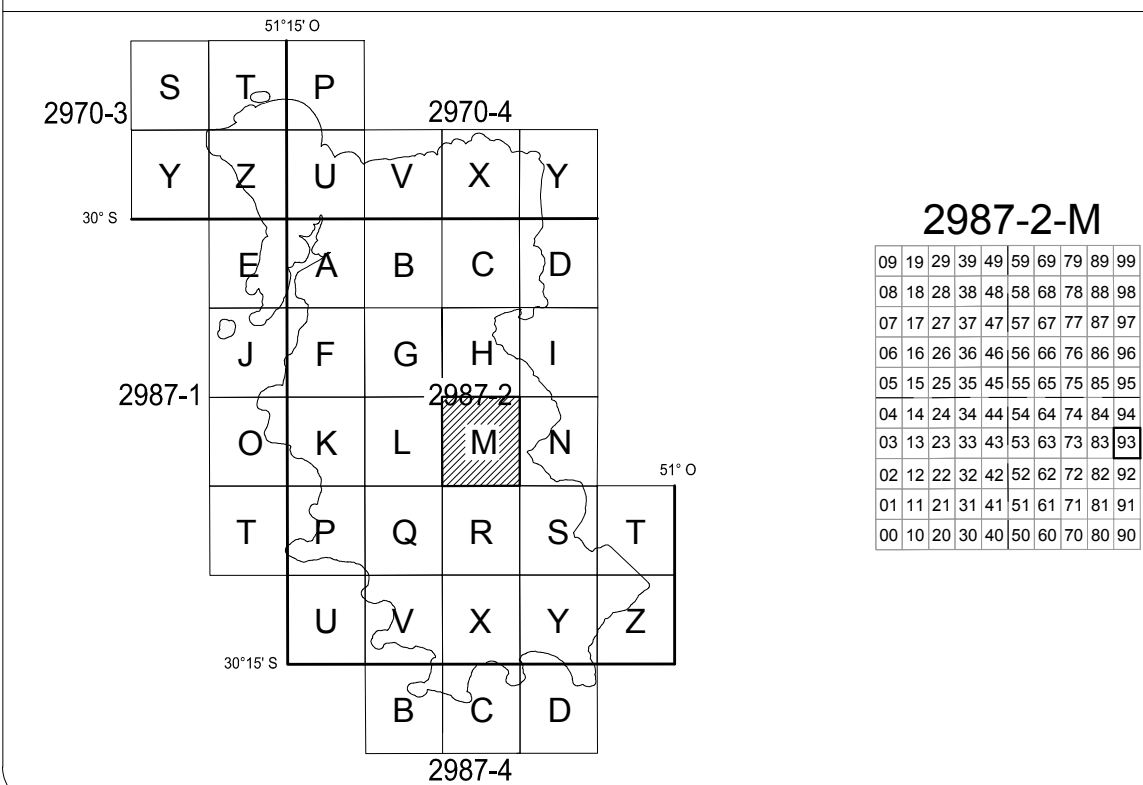 51°15' O
S T P
2970-3 2970-4
Y Z U V X Y
30° S
E A B C D
J F G H I
2987-1 2987-2
O K L M N
51° O
T P Q R S T
U V X Y Z
30°15' S
B C D
2987-4
2987-2-M
09 19 29 39 49 59 69 79 89 99
08 18 28 38 48 58 68 78 88 98
07 17 27 37 47 57 67 77 87 97
06 16 26 36 46 56 66 76 86 96
05 15 25 35 45 55 65 75 85 95
04 14 24 34 44 54 64 74 84 94
03 13 23 33 43 53 63 73 83 93
02 12 22 32 42 52 62 72 82 92
01 11 21 31 41 51 61 71 81 91
00 10 20 30 40 50 60 70 80 90